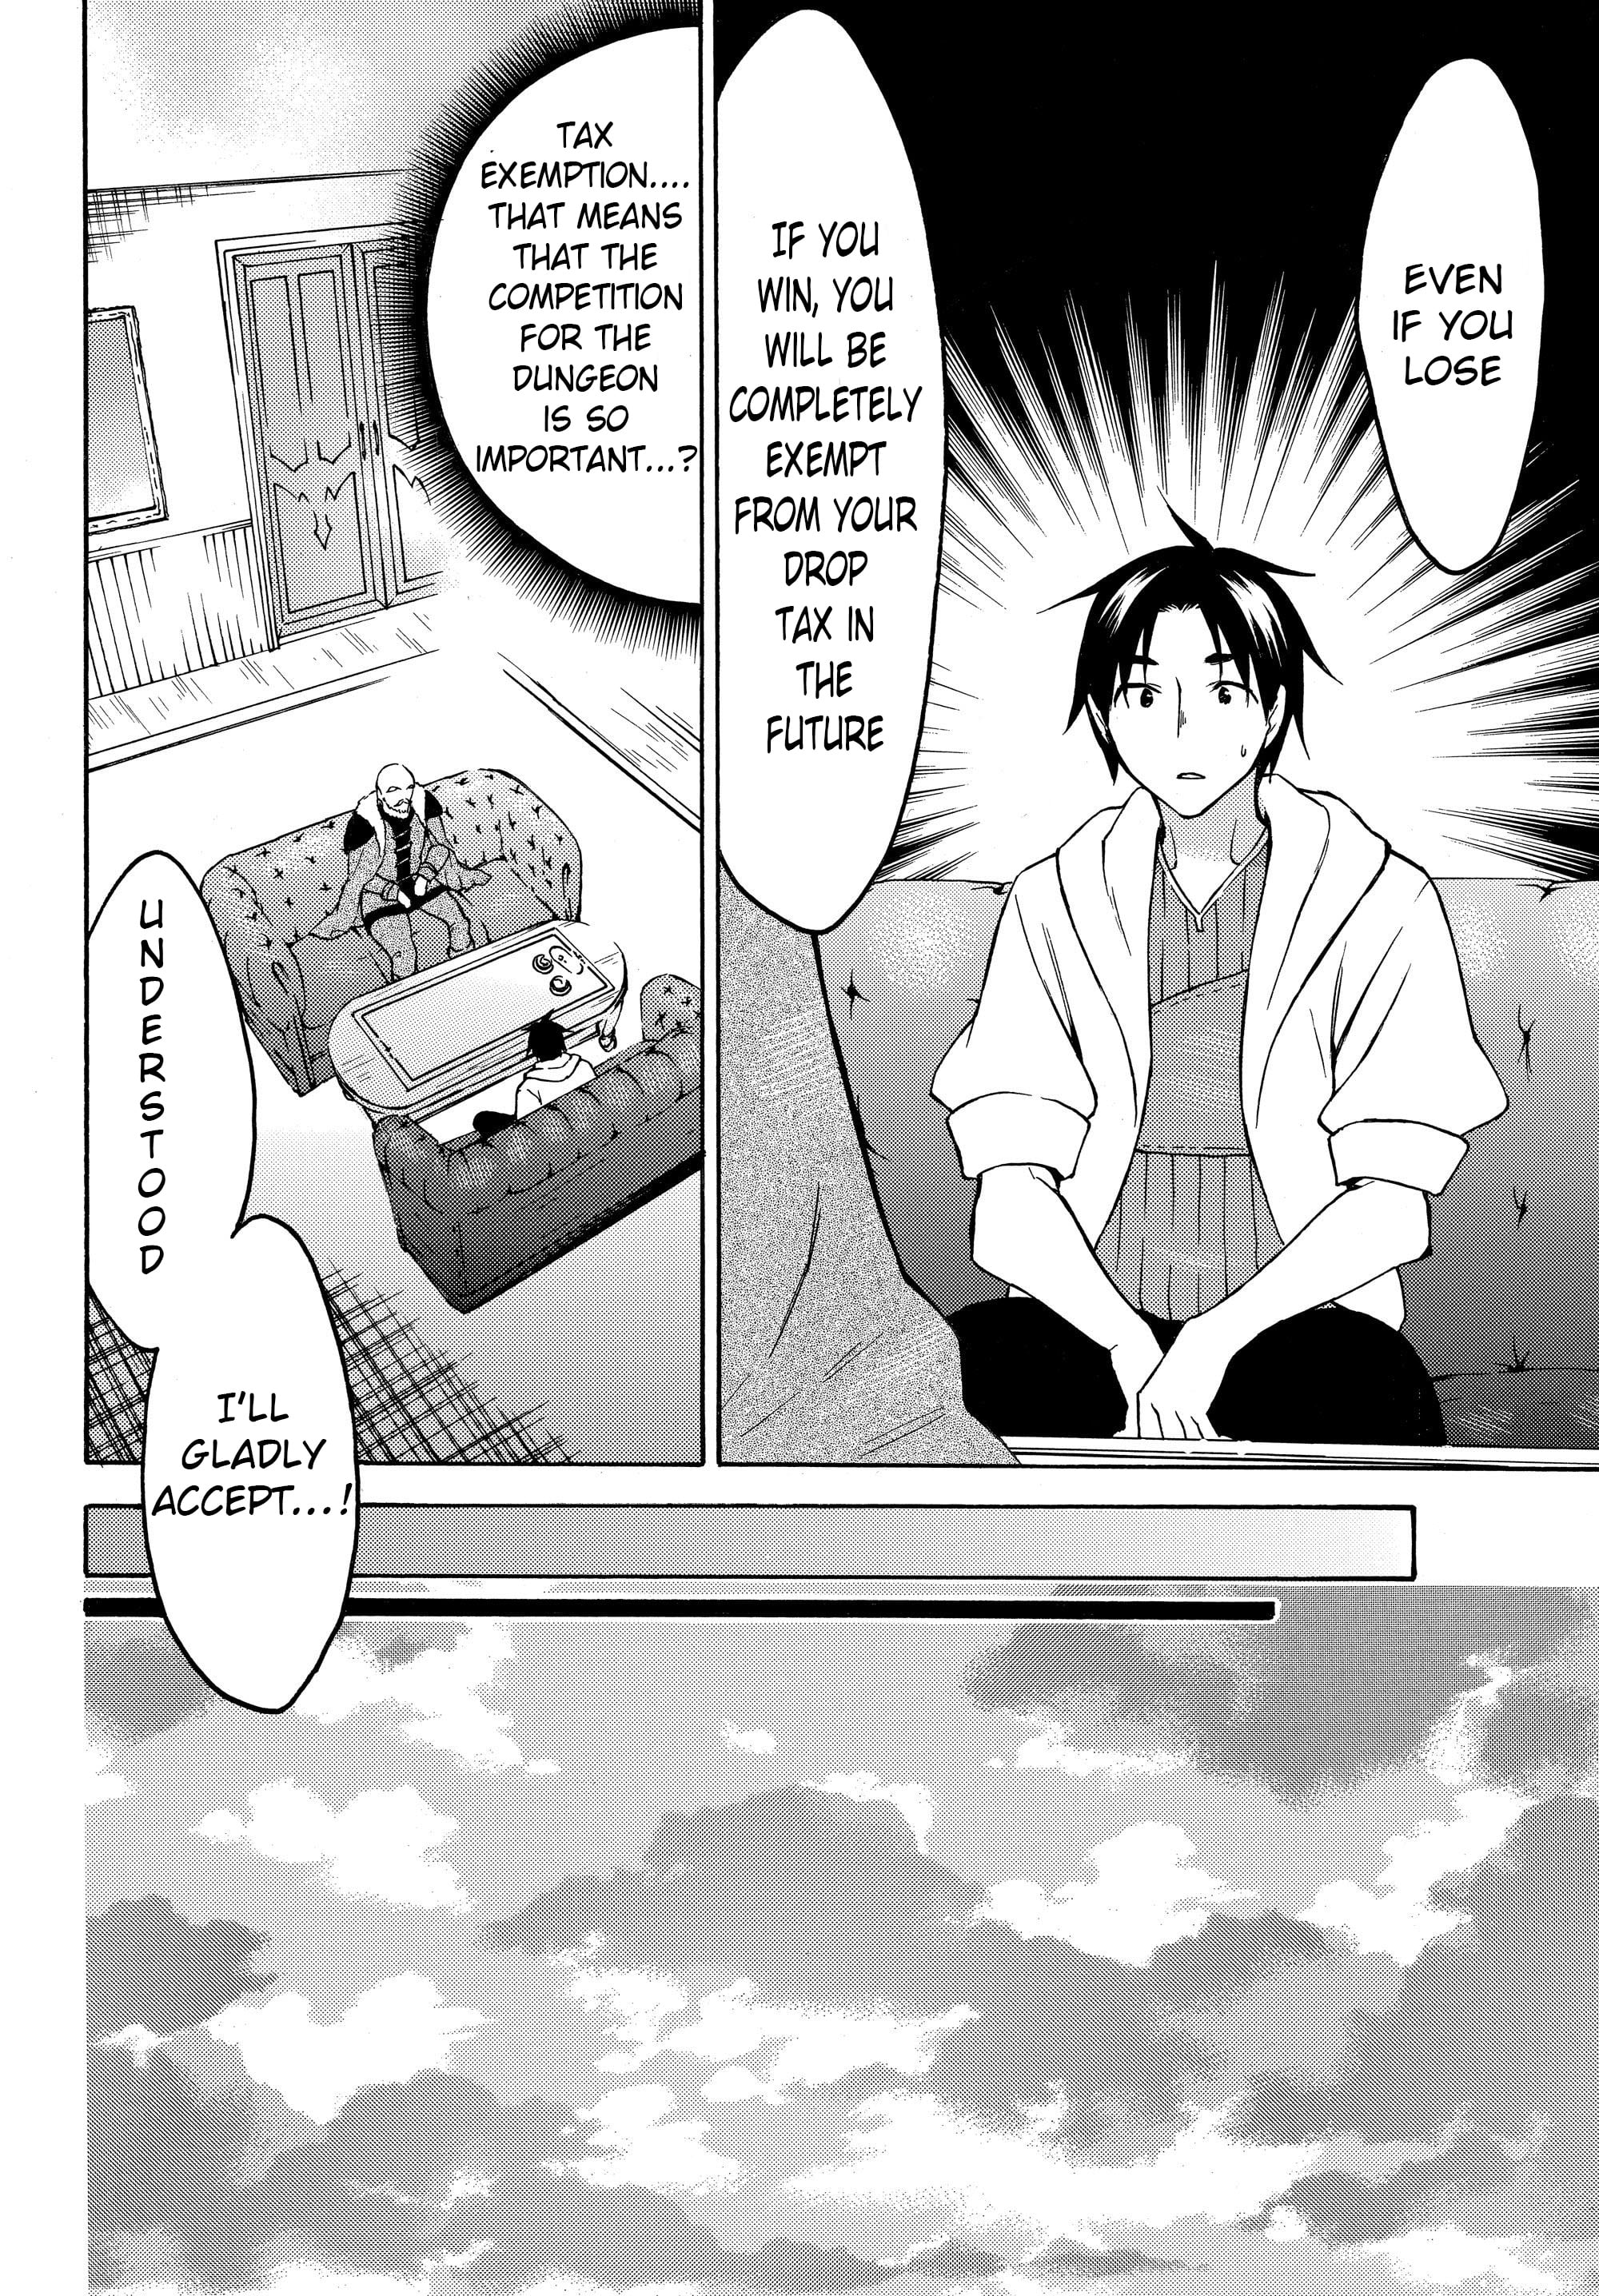 EVEN
IF YOU
LOSE
IF YOU
WIN, YOU
WILL BE
COMPLETELY
EXEMPT
FROM YOUR
DROP
TAX IN
THE
FUTURE
TAX
EXEMPTION....
THAT MEANS
THAT THE
COMPETITION
FOR THE
DUNGEON
IS SO
IMPORTANT...?
UNDERSTOOD
I'LL
GLADLY
ACCEPT...!